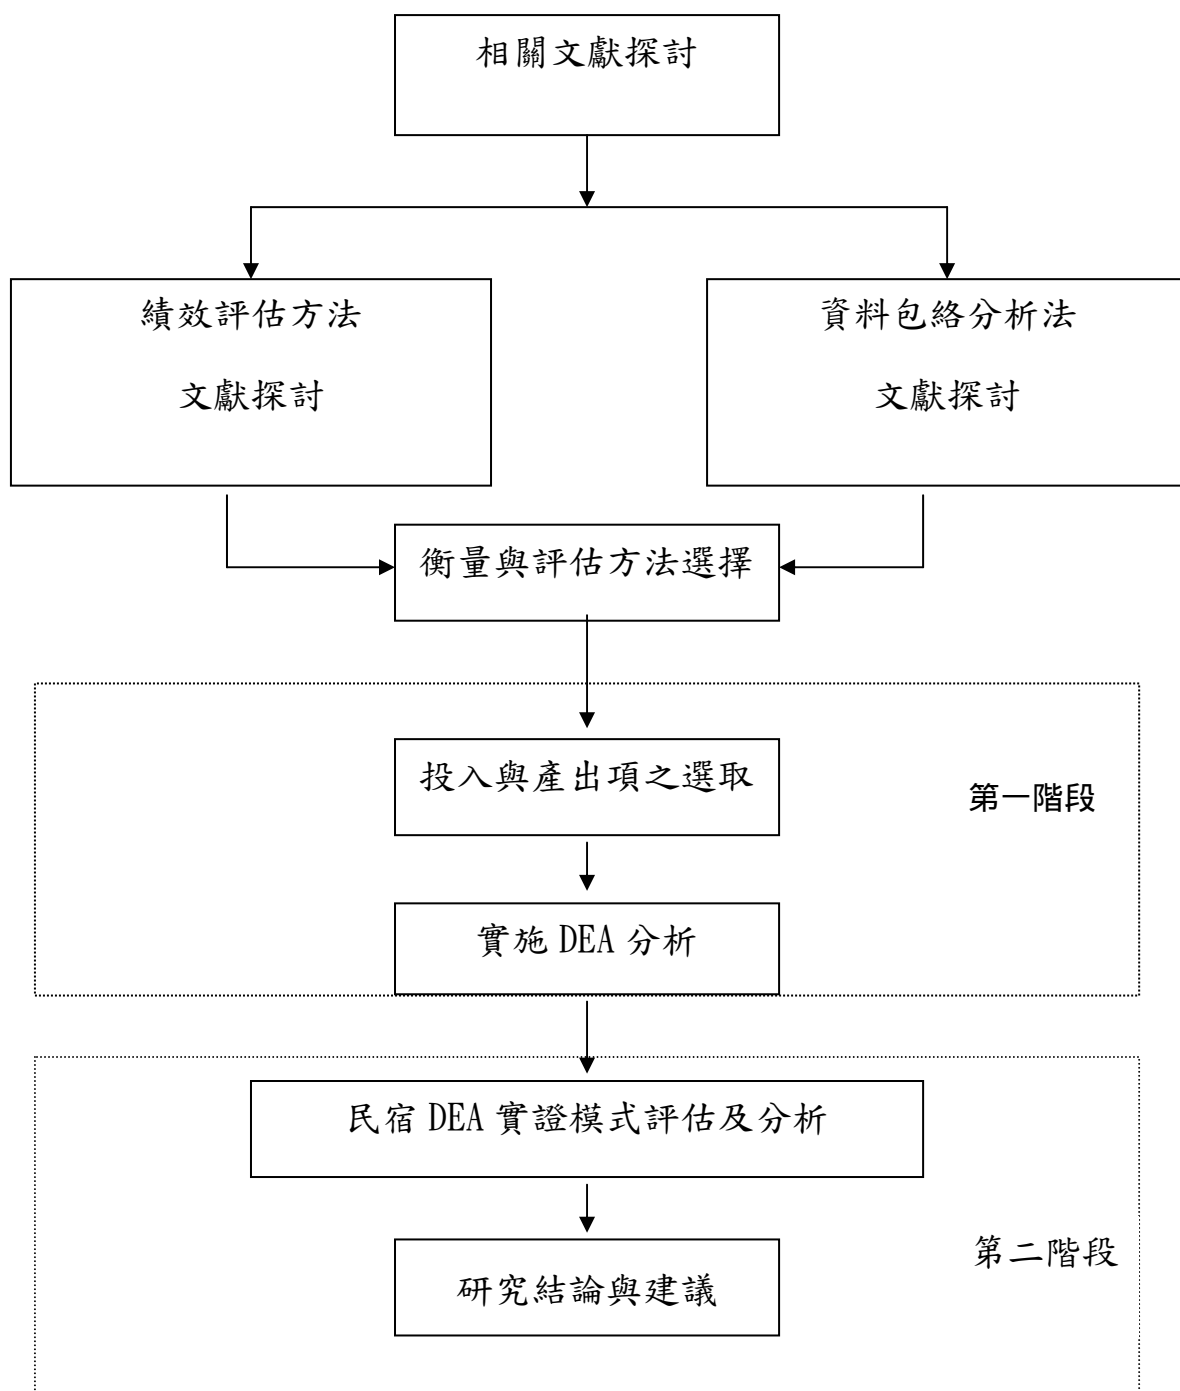 相關文獻探討
績效評估方法
文獻探討
資料包絡分析法
文獻探討
衡量與評估方法選擇
投入與產出項之選取
第一階段
實施 DEA 分析
民宿 DEA 實證模式評估及分析
第二階段
研究結論與建議